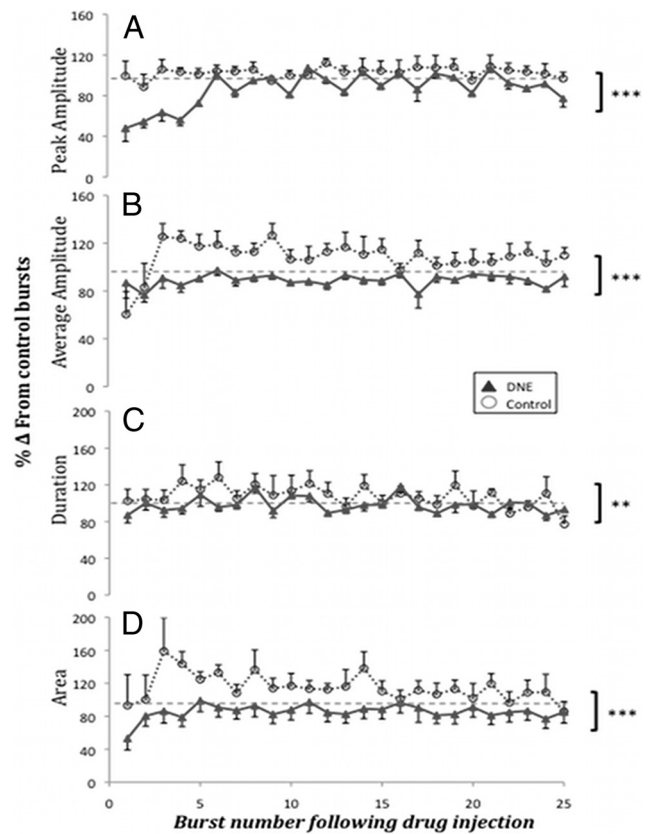 A
160
120
80
40
0
Peak Amplitude
***
B
160
120
80
40
0
Average Amplitude
***
% Δ From control bursts
DNE
Control
C
200
160
120
80
40
0
Duration
**
D
200
160
120
80
40
0
Area
***
0 5 10 15 20 25
Burst number following drug injection